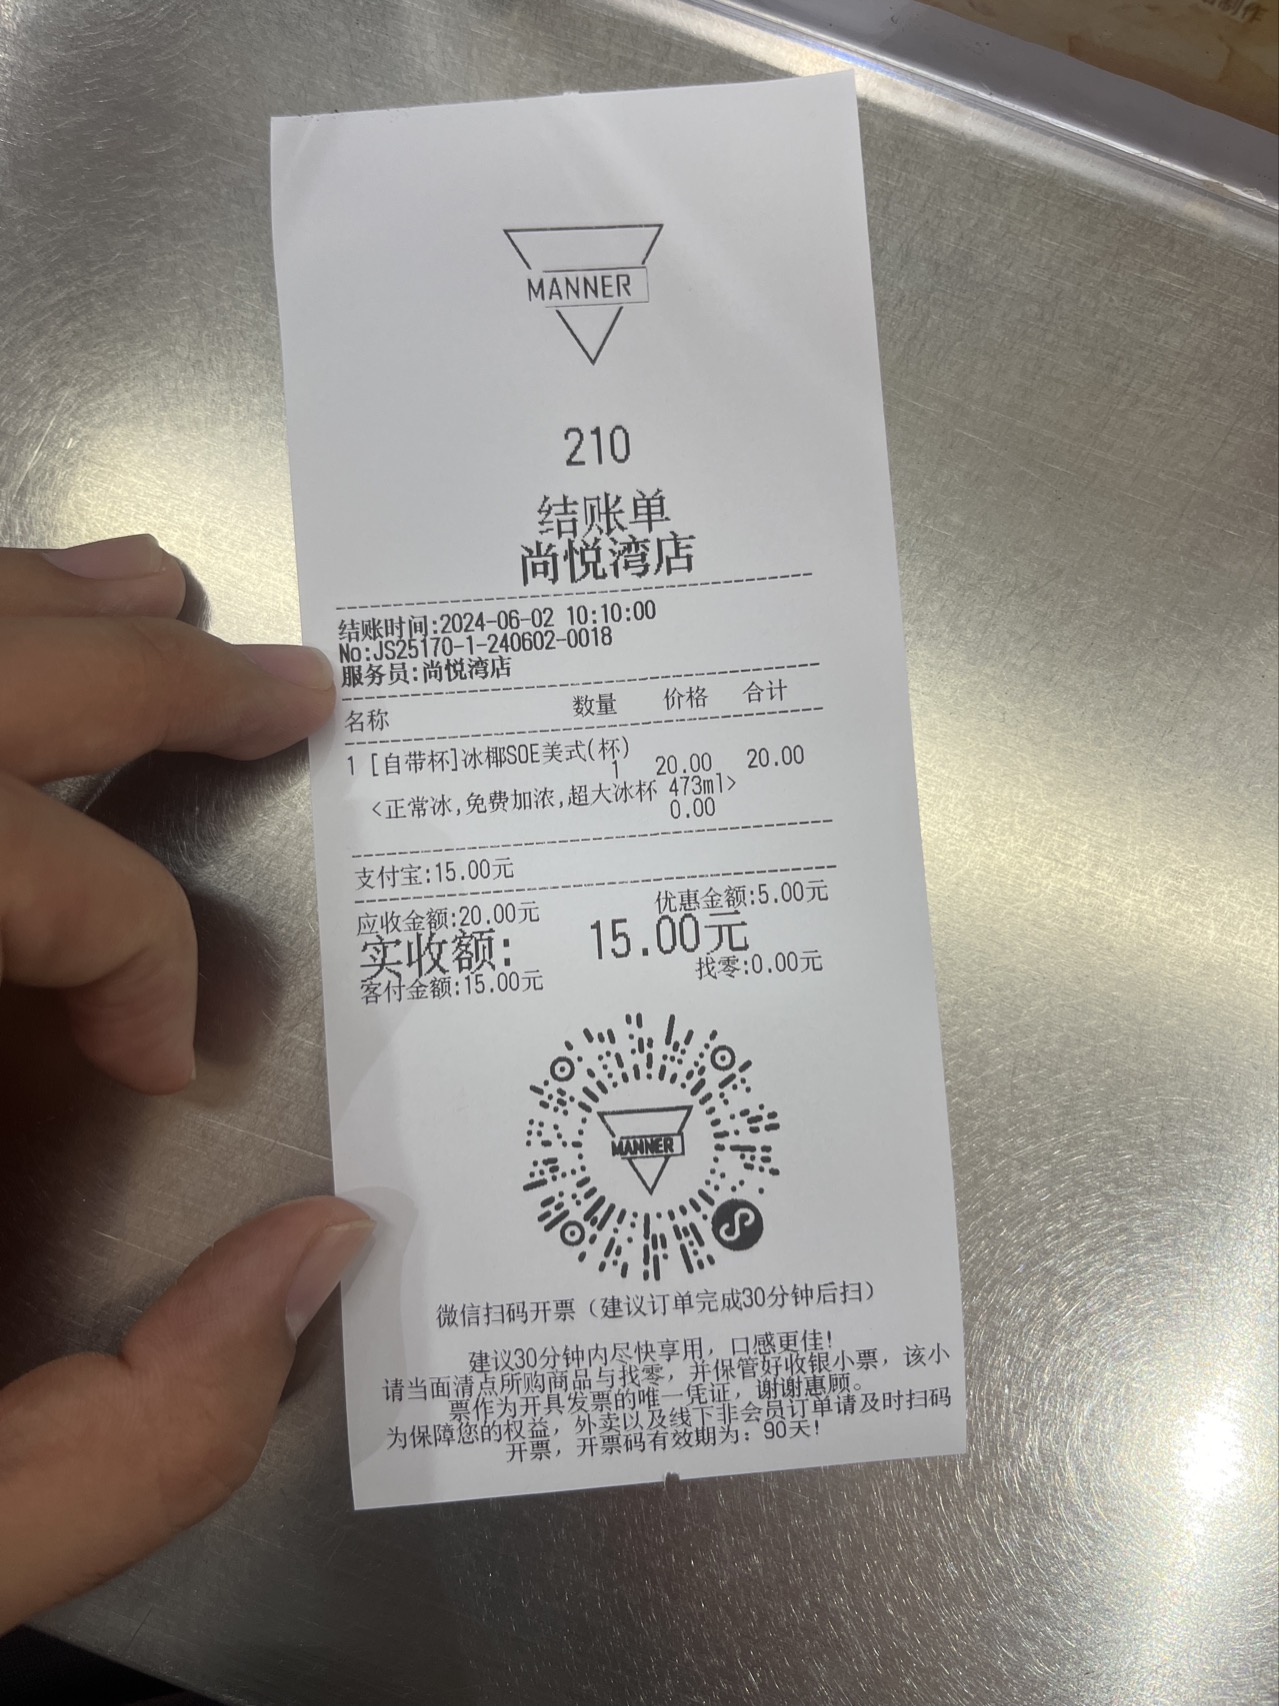 制作
MANNER
210
结账单
尚悦湾店
结账时间:2024-06-02 10:10:00
No:JS25170-1-240602-0018
服务员:尚悦湾店
名称 数量 价格 合计
1 [自带杯]冰椰SOE美式(杯)
1 20.00 20.00
<正常冰,免费加浓,超大冰杯 473ml>
0.00
支付宝:15.00元
应收金额:20.00元 优惠金额:5.00元
实收额: 15.00元
客付金额:15.00元 找零:0.00元
MANNER
微信扫码开票（建议订单完成30分钟后扫）
建议30分钟内尽快享用，口感更佳!
请当面清点所购商品与找零，并保管好收银小票，该小
票作为开具发票的唯一凭证，谢谢惠顾。
为保障您的权益，外卖以及线下非会员订单请及时扫码
开票，开票码有效期为：90天!